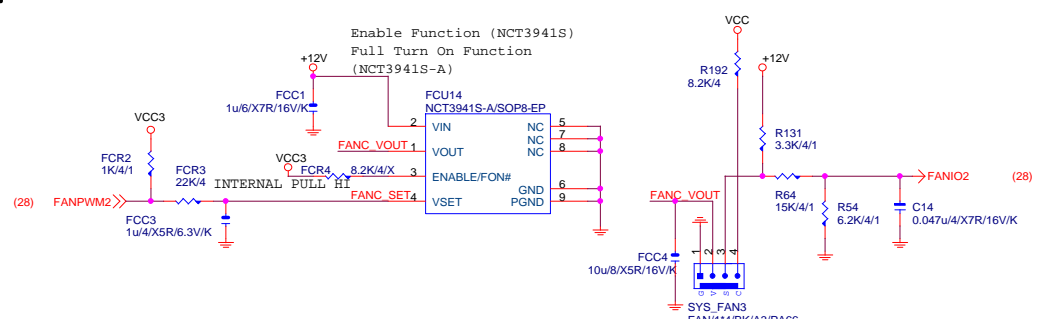 Enable Function (NCT3941S)
Full Turn On Function
(NCT3941S-A)
+12V
FCC1
1u/6/X7R/16V/K
FCU14
NCT3941S-A/SOP8-EP
2 VIN
FANC_VOUT 1 VOUT
3 ENABLE/FON#
FANC_SET 4 VSET
NC 5
NC 7
NC 8
GND 6
PGND 9
VCC3
FCR2
1K/4/1
FCR3
22K/4
VCC3
FCR4 8.2K/4/X
INTERNAL PULL HI
(28) FANPWM2
FCC3
1u/4/X5R/6.3V/K
VCC
R192
8.2K/4
+12V
R131
3.3K/4/1
FANIO2 (28)
R64
15K/4/1
R54
6.2K/4/1
C14
0.047u/4/X7R/16V/K
FANC_VOUT
FCC4
10u/8/X5R/16V/K
1 2 3 4
G V S C
SYS_FAN3